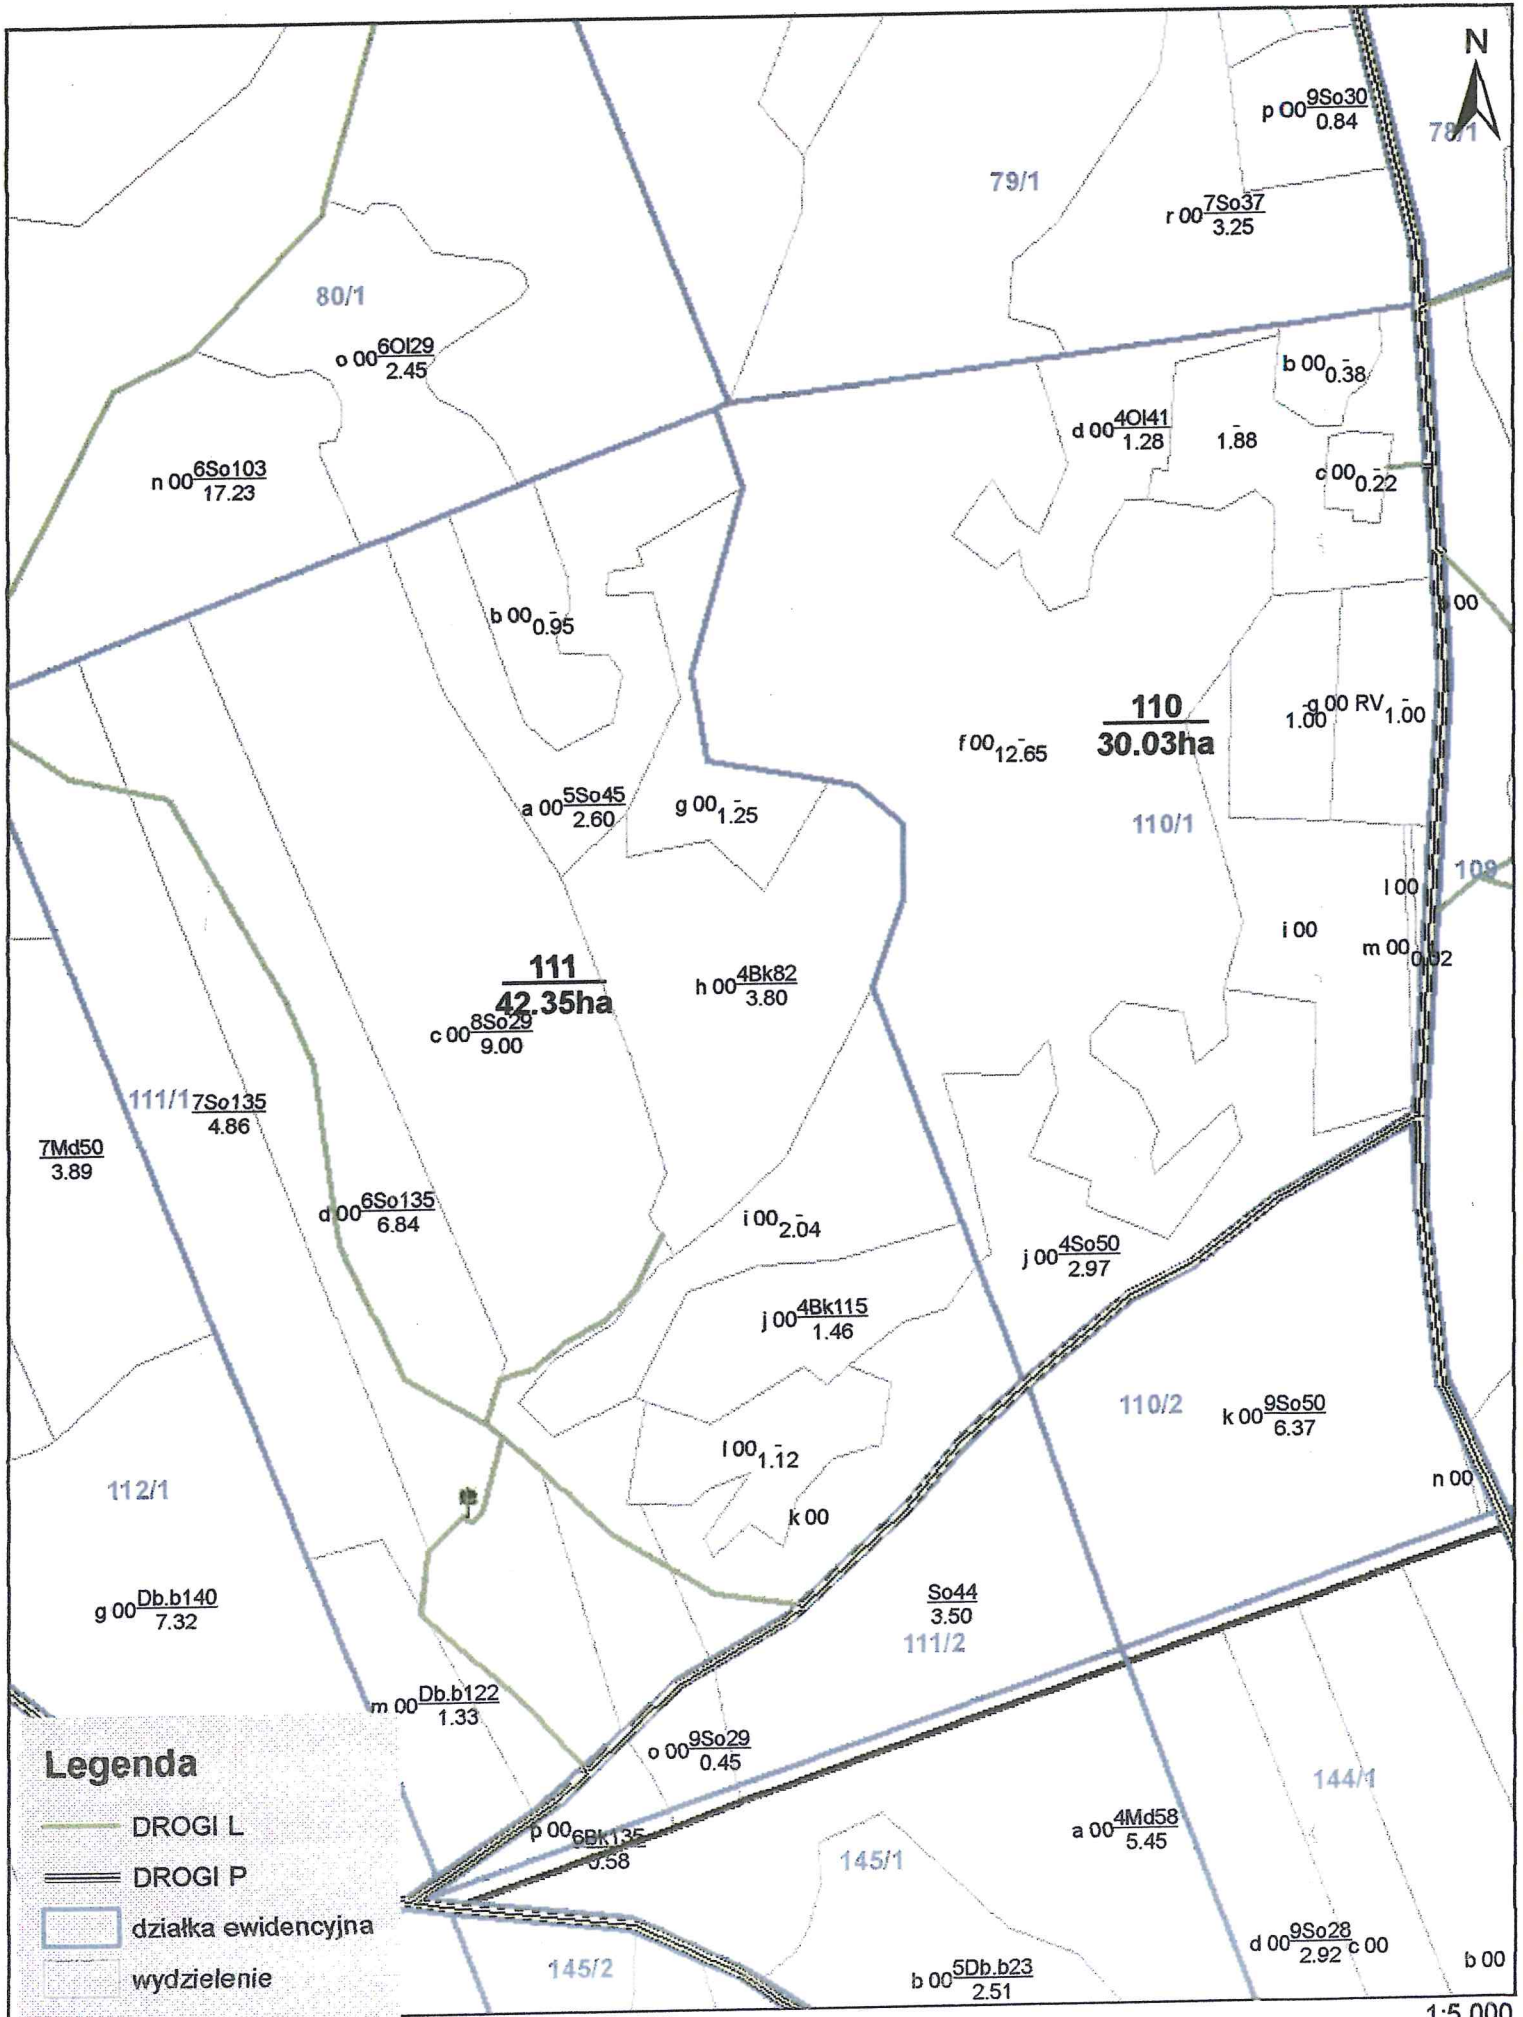 N
p 00 9So30
0.84
78/1
79/1
r 00 7So37
3.25
80/1
o 00 6Ol29
2.45
b 00 -
0.38
d 00 4Ol41
1.28
-
1.88
c 00 -
0.22
n 00 6So103
17.23
b 00 -
0.95
00
110
30.03ha
f 00 -
12.65
-
1.00
g 00 RV -
1.00
a 00 5So45
2.60
g 00 -
1.25
110/1
109
l 00
i 00
m 00
0.02
111
42.35ha
h 00 4Bk82
3.80
c 00 8So29
9.00
111/1
7So135
4.86
7Md50
3.89
d 00 6So135
6.84
i 00 -
2.04
j 00 4So50
2.97
j 00 4Bk115
1.46
110/2
k 00 9So50
6.37
l 00 -
1.12
n 00
112/1
k 00
g 00 Db.b140
7.32
So44
3.50
111/2
m 00 Db.b122
1.33
o 00 9So29
0.45
144/1
p 00 6Bk135
0.58
a 00 4Md58
5.45
145/1
145/2
b 00 5Db.b23
2.51
d 00 9So28
2.92
c 00
b 00
Legenda
DROGI L
DROGI P
działka ewidencyjna
wydzielenie
1:5 000